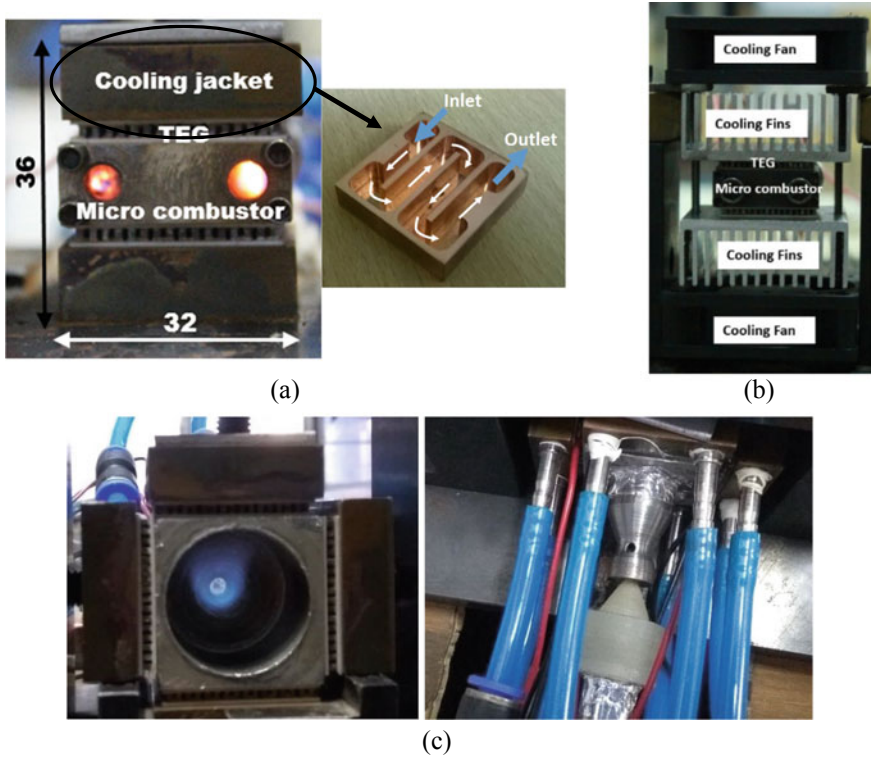 Cooling jacket
TEG
36
Micro combustor
32
Inlet
Outlet
(a)
Cooling Fan
Cooling Fins
TEG
Micro combustor
Cooling Fins
Cooling Fan
(b)
(c)